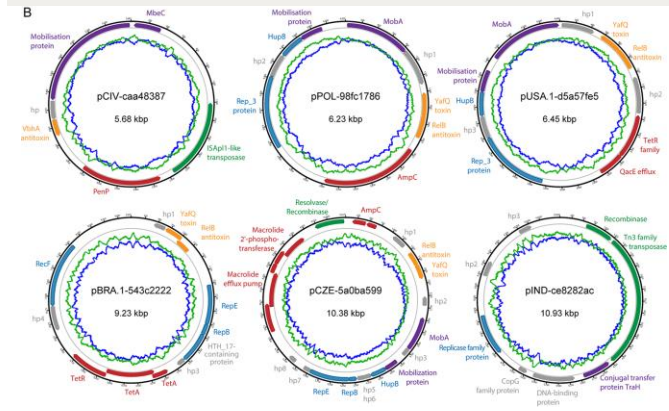 B
MbeC
Mobilisation protein
hp
VbhA antitoxin
PenP
ISApl1-like transposase
pCIV-caa48387
5.68 kbp
Mobilisation protein
MobA
HupB
hp2
hp1
Rep_3 protein
YafQ toxin
RelB antitoxin
AmpC
pPOL-98fc1786
6.23 kbp
MobA
hp1
YafQ toxin
RelB antitoxin
hp2
Mobilisation protein
HupB
hp3
Rep_3 protein
TetR family
QacE efflux
pUSA.1-d5a57fe5
6.45 kbp
hp1
YafQ toxin
RelB antitoxin
RecF
RepE
RepB
hp4
HTH_17-containing protein
hp3
TetR
TetA
TetA
pBRA.1-543c2222
9.23 kbp
Resolvase/Recombinase
AmpC
hp1
Macrolide 2'-phospho-transferase
RelB antitoxin
YafQ toxin
Macrolide efflux pump
hp2
MobA
hp3
Mobilization protein
hp8
hp7
RepE
RepB
hp5
hp6
HupB
pCZE-5a0ba599
10.38 kbp
hp3
Recombinase
Tn3 family transposase
hp2
Replicase family protein
CopG family protein
DNA-binding protein
Conjugal transfer protein TraH
pIND-ce8282ac
10.93 kbp